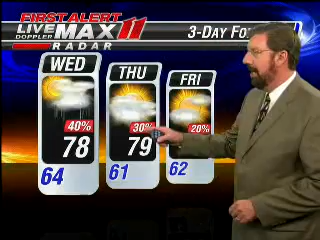 FIRST ALERT
LIVE MAX 11
DOPPLER
RADAR
3-Day Fo
WED
40%
78
64
THU
30%
79
61
FRI
20%
62